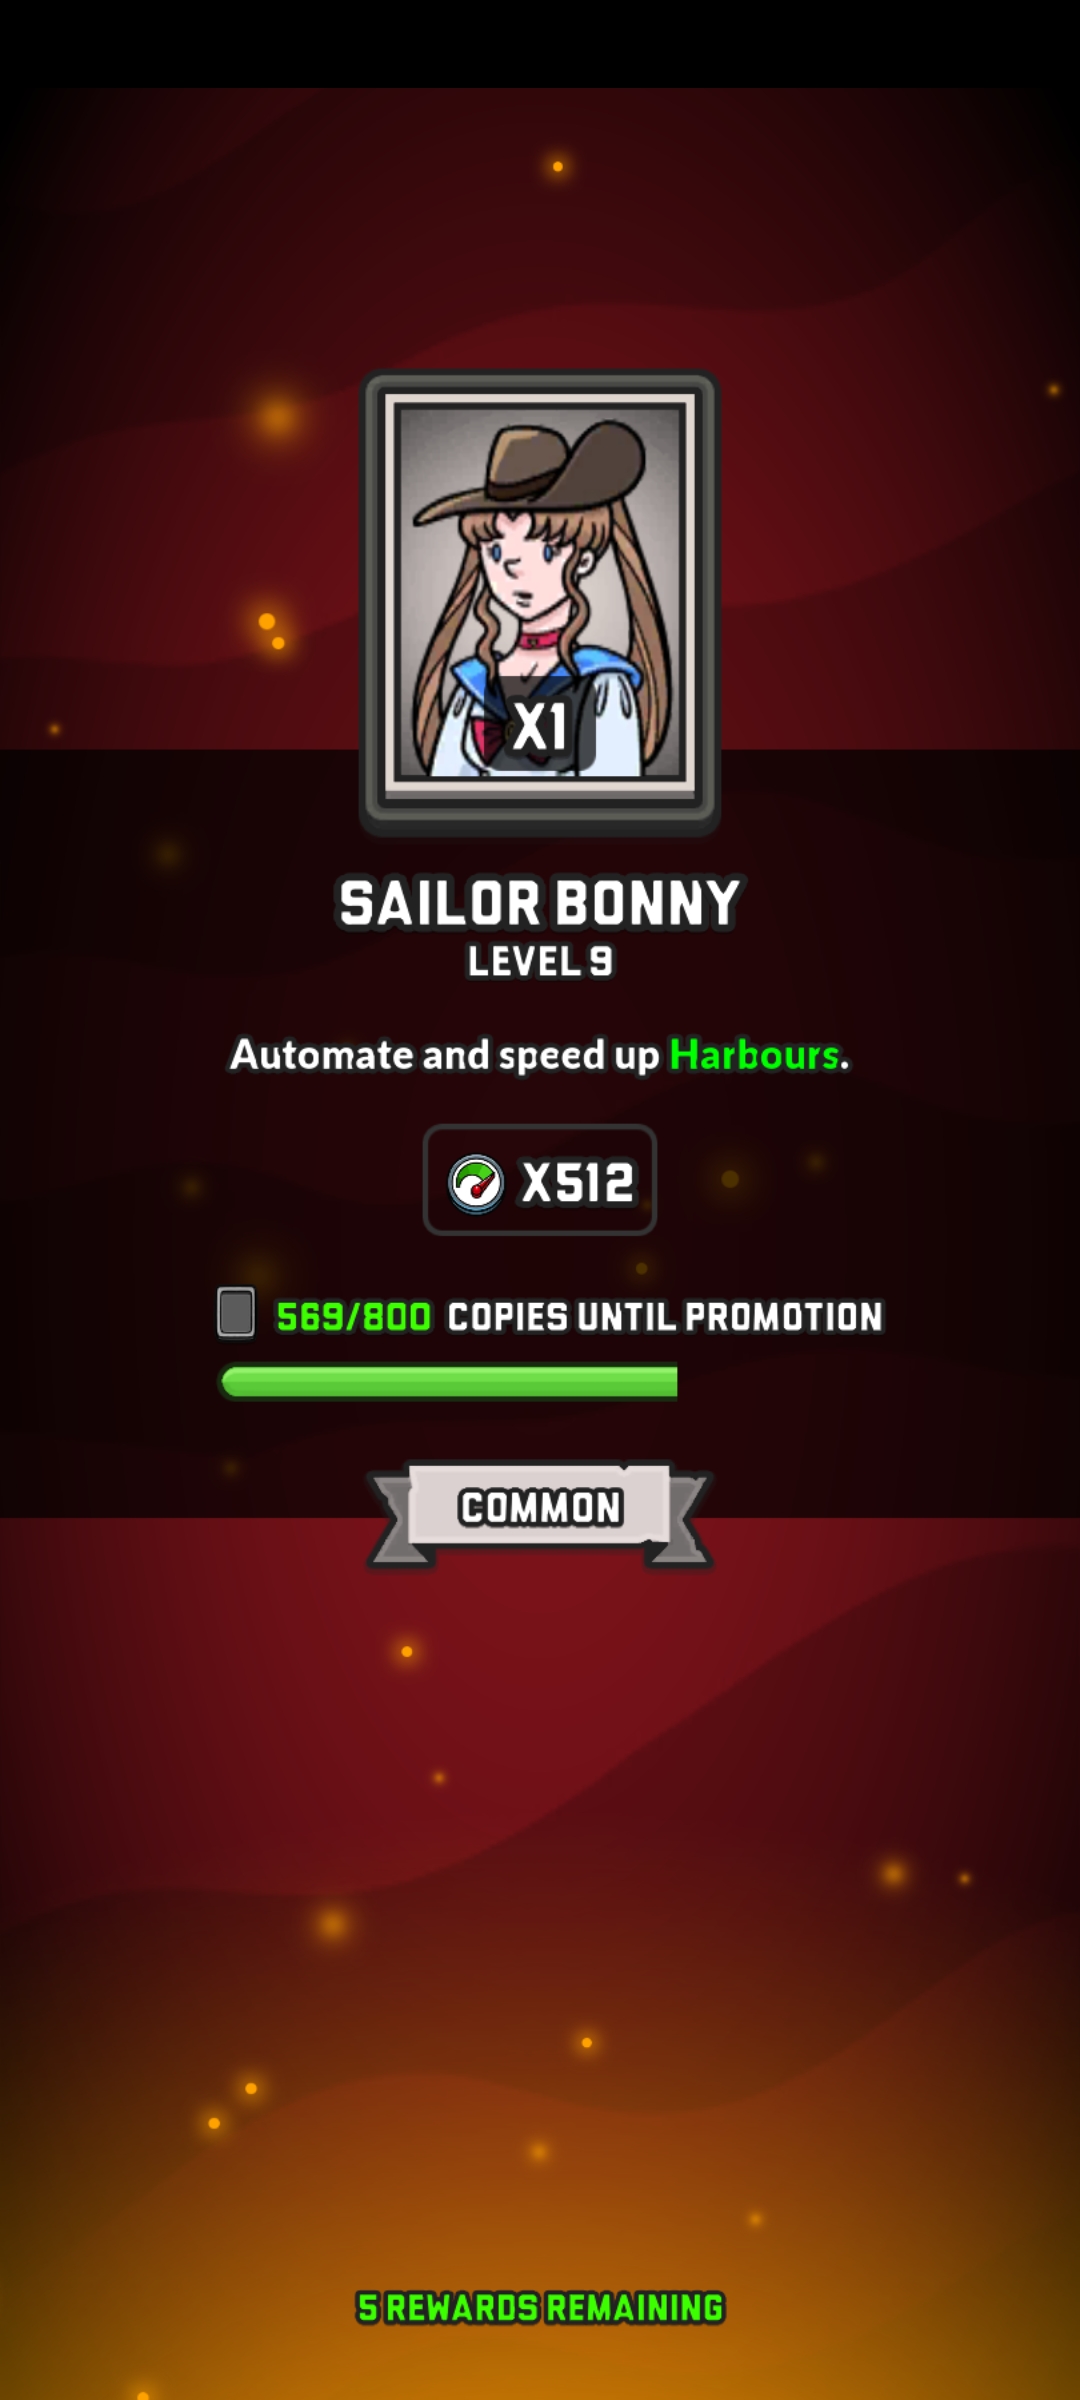 X1
SAILOR BONNY
LEVEL 9
Automate and speed up Harbours.
X512
569/800 COPIES UNTIL PROMOTION
COMMON
5 REWARDS REMAINING